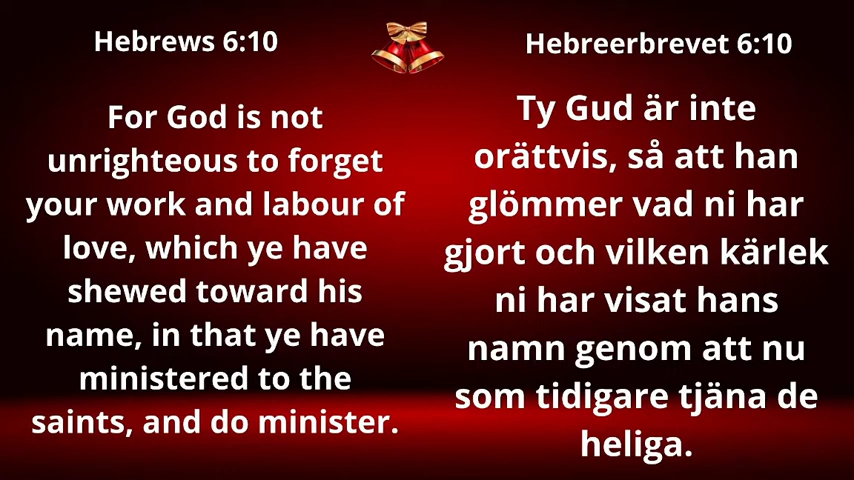 Hebrews 6:10
For God is not
unrighteous to forget
your work and labour of
love, which ye have
shewed toward his
name, in that ye have
ministered to the
saints, and do minister.
Hebreerbrevet 6:10
Ty Gud är inte
orättvis, så att han
glömmer vad ni har
gjort och vilken kärlek
ni har visat hans
namn genom att nu
som tidigare tjäna de
heliga.